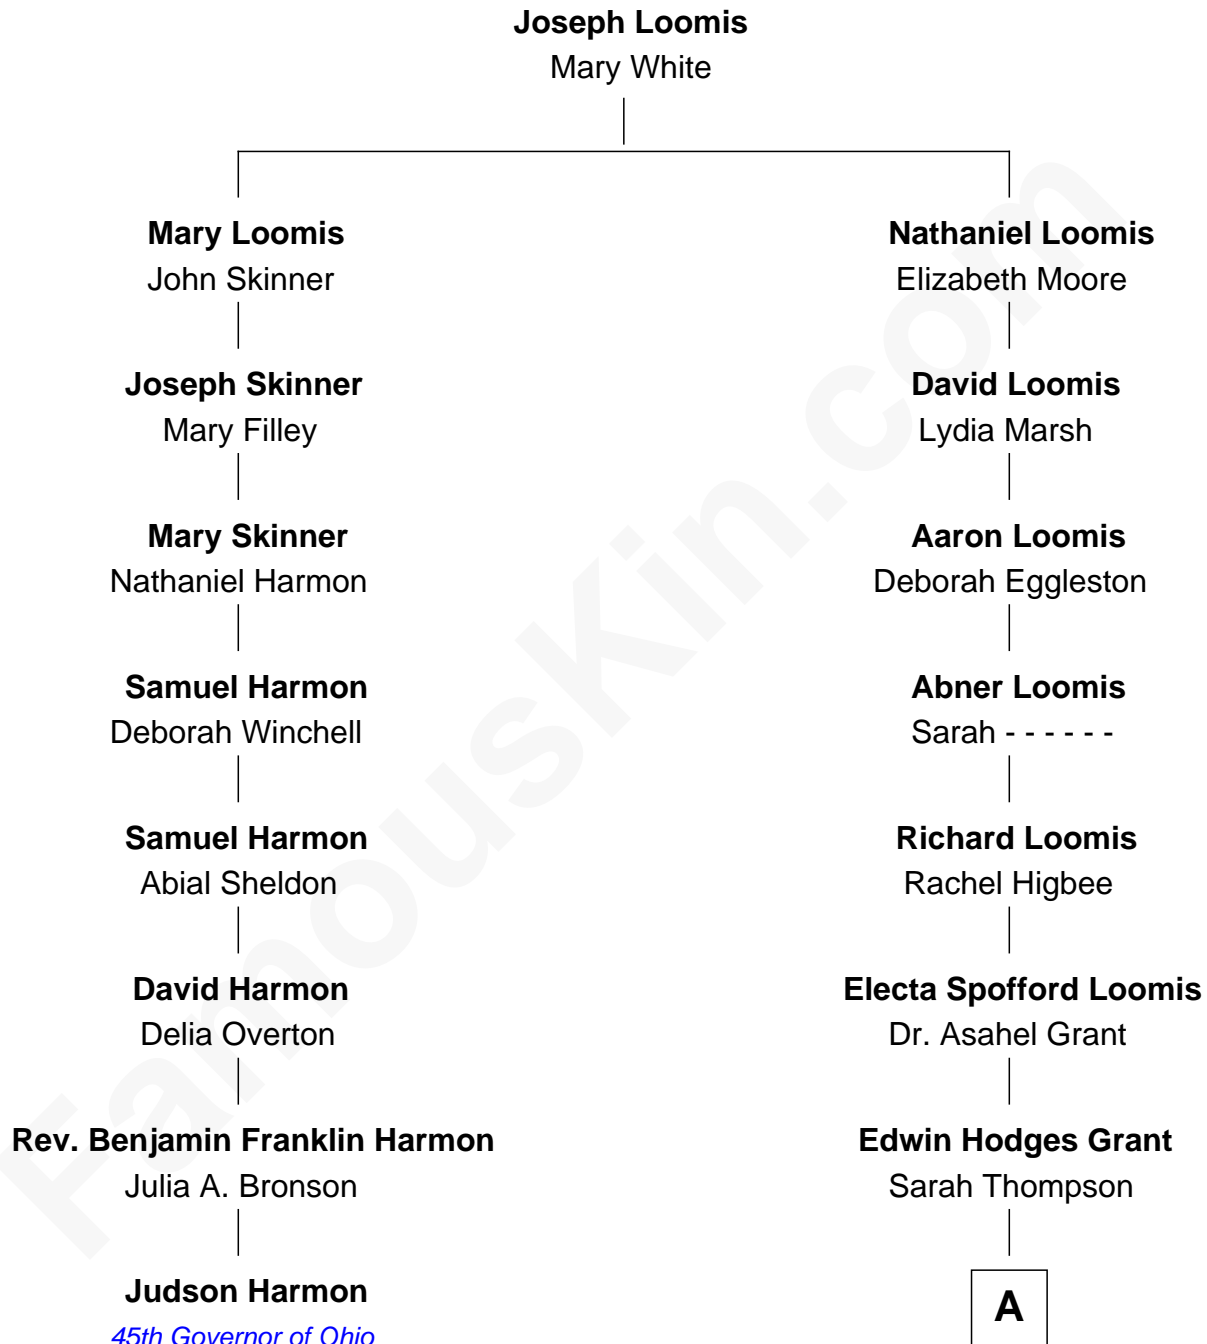 Joseph Loomis
Mary White
Mary Loomis
John Skinner
Nathaniel Loomis
Elizabeth Moore
Joseph Skinner
Mary Filley
David Loomis
Lydia Marsh
Mary Skinner
Nathaniel Harmon
Aaron Loomis
Deborah Eggleston
Samuel Harmon
Deborah Winchell
Abner Loomis
Sarah - - - - - -
Samuel Harmon
Abial Sheldon
Richard Loomis
Rachel Higbee
David Harmon
Delia Overton
Electa Spofford Loomis
Dr. Asahel Grant
Rev. Benjamin Franklin Harmon
Julia A. Bronson
Edwin Hodges Grant
Sarah Thompson
Judson Harmon
45th Governor of Ohio
A
FamousKin.com